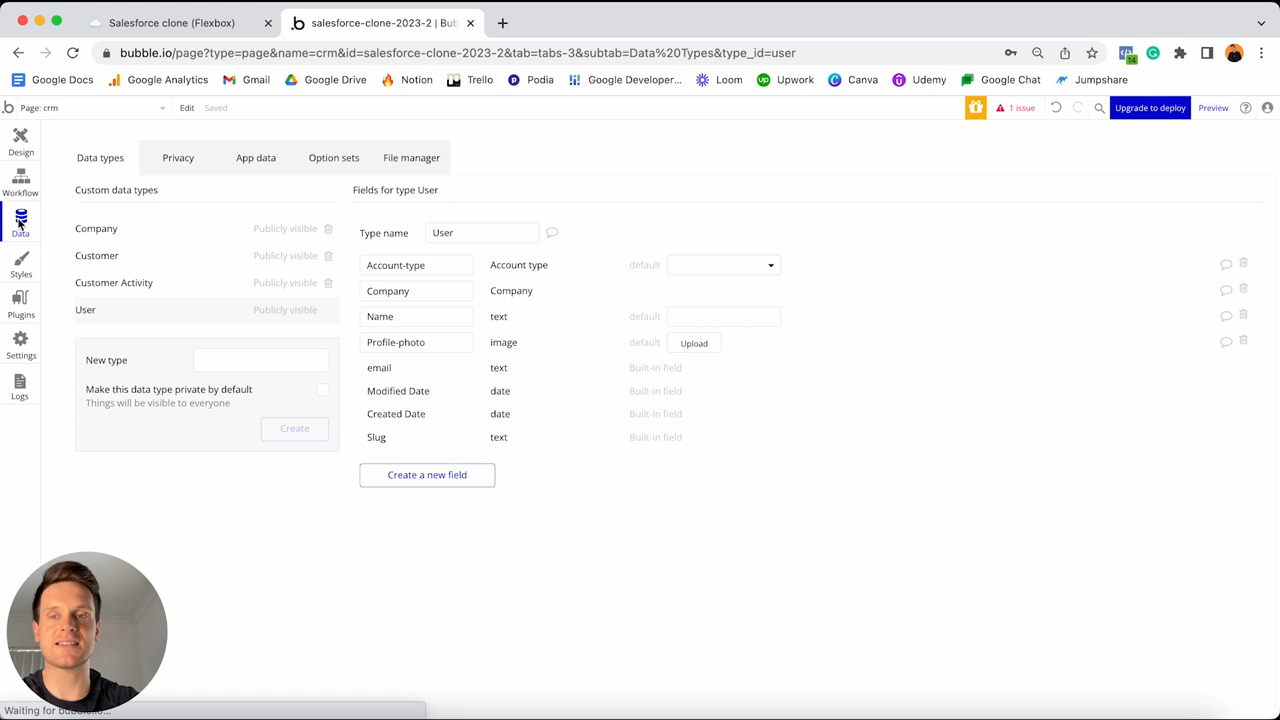 Salesforce clone (Flexbox)
salesforce-clone-2023-2 | Bub
bubble.io/page?type=page&name=crm&id=salesforce-clone-2023-2&tab=tabs-3&subtab=Data%20Types&type_id=user
14
Google Docs
Google Analytics
Gmail
Google Drive
Notion
Trello
Podia
Google Developer...
Loom
Upwork
Canva
Udemy
Google Chat
Jumpshare
Page: crm
Edit
Saved
1 issue
Upgrade to deploy
Preview
Design
Workflow
Data
Styles
Plugins
Settings
Logs
Data types
Privacy
App data
Option sets
File manager
Custom data types
Company Publicly visible
Customer Publicly visible
Customer Activity Publicly visible
User Publicly visible
New type
Make this data type private by default
Things will be visible to everyone
Create
Fields for type User
Type name User
Account-type Account type default
Company Company
Name text default
Profile-photo image default Upload
email text Built-in field
Modified Date date Built-in field
Created Date date Built-in field
Slug text Built-in field
Create a new field